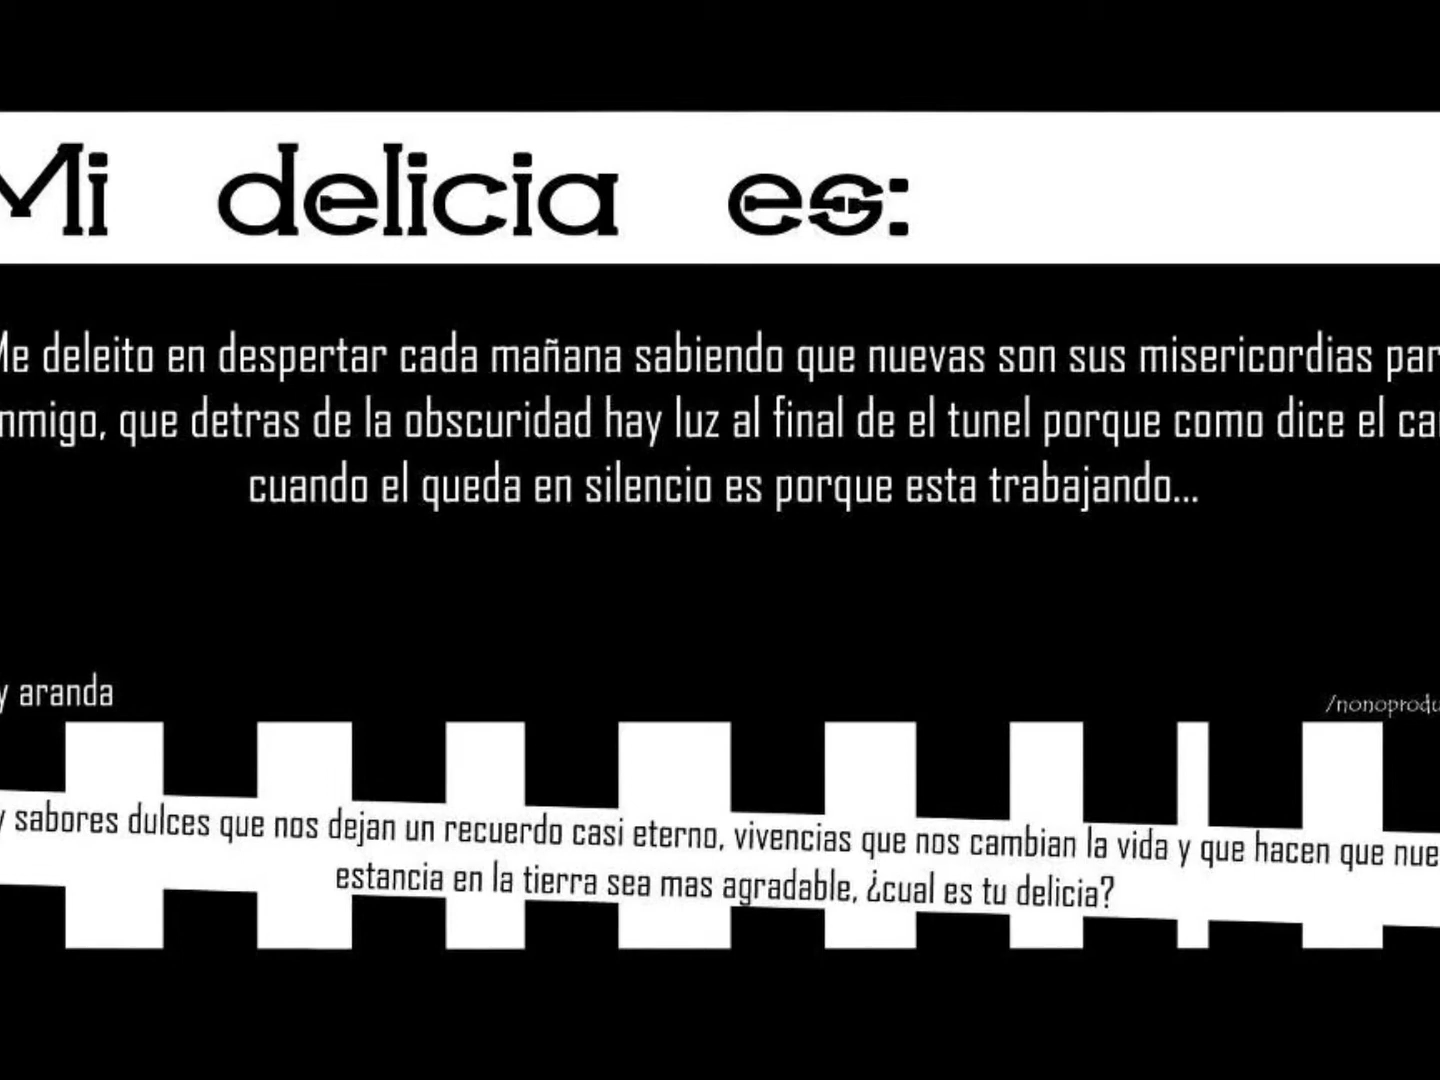 Mi delicia es:
Me deleito en despertar cada mañana sabiendo que nuevas son sus misericordias par
nmigo, que detras de la obscuridad hay luz al final de el tunel porque como dice el ca
cuando el queda en silencio es porque esta trabajando...
y aranda
/nonoprodu
y sabores dulces que nos dejan un recuerdo casi eterno, vivencias que nos cambian la vida y que hacen que nue
estancia en la tierra sea mas agradable, ¿cual es tu delicia?